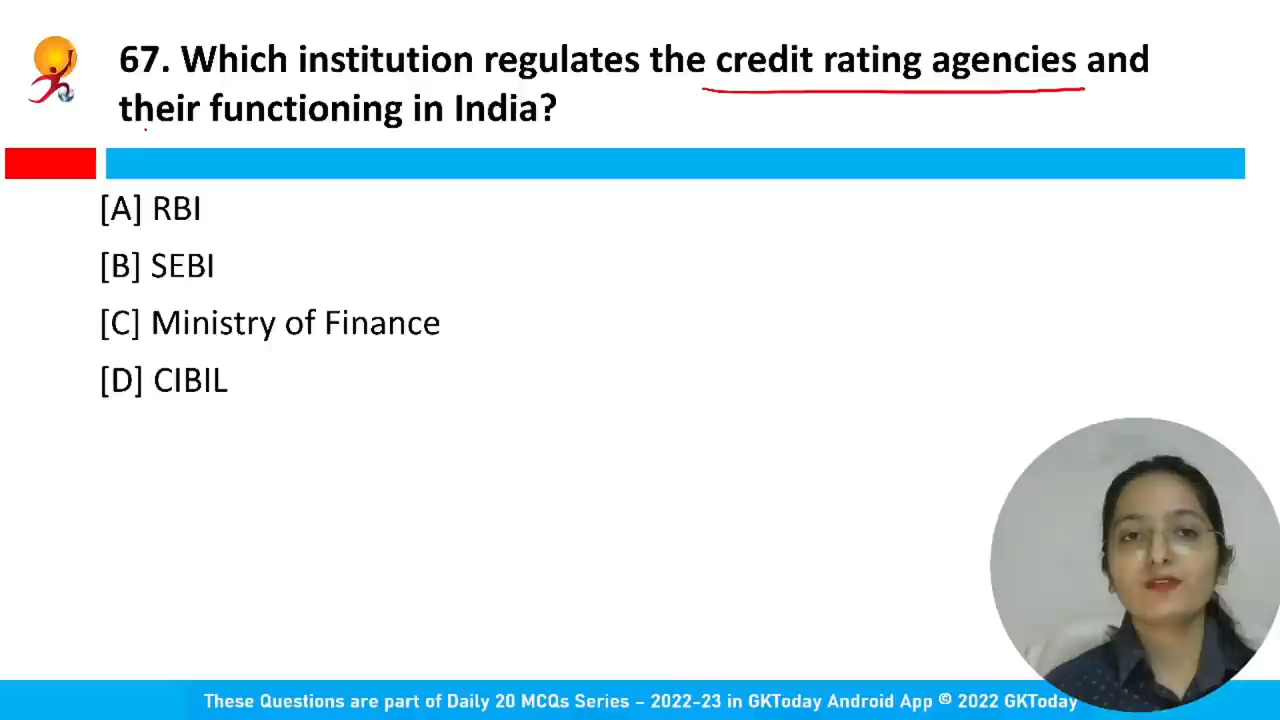 67. Which institution regulates the credit rating agencies and
their functioning in India?
[A] RBI
[B] SEBI
[C] Ministry of Finance
[D] CIBIL
These Questions are part of Daily 20 MCQs Series – 2022-23 in GKToday Android App © 2022 GKToday